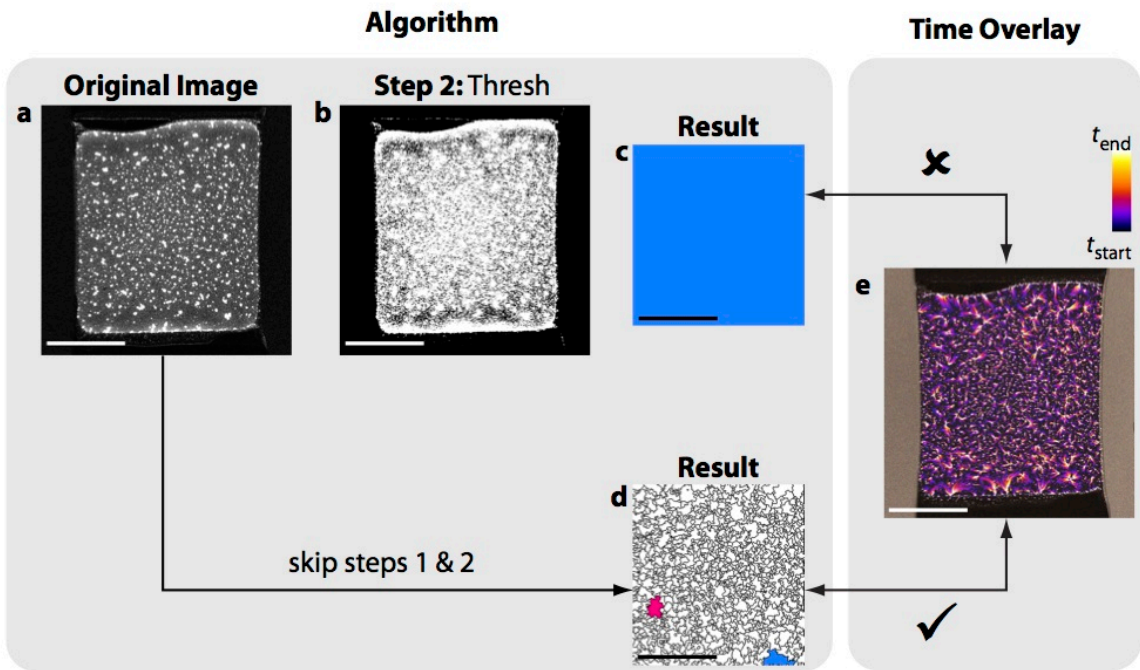 Algorithm
Time Overlay
Original Image
Step 2: Thresh
a
b
Result
c
✘
t_end
t_start
e
Result
d
skip steps 1 & 2
✓